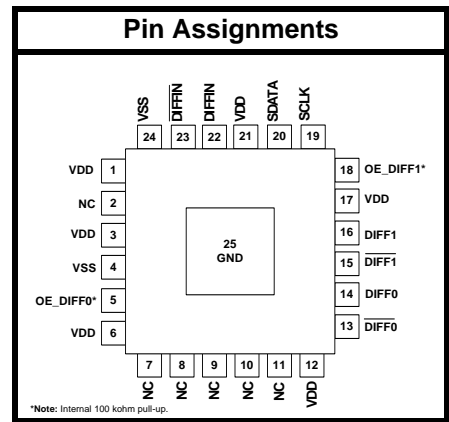 Pin Assignments
VSS
DIFFIN
DIFFIN
VDD
SDATA
SCLK
24 23 22 21 20 19
VDD 1
NC 2
VDD 3
VSS 4
OE_DIFF0* 5
VDD 6
18 OE_DIFF1*
17 VDD
16 DIFF1
15 DIFF1
14 DIFF0
13 DIFF0
25
GND
7 8 9 10 11 12
NC
NC
NC
NC
NC
VDD
*Note: Internal 100 kohm pull-up.